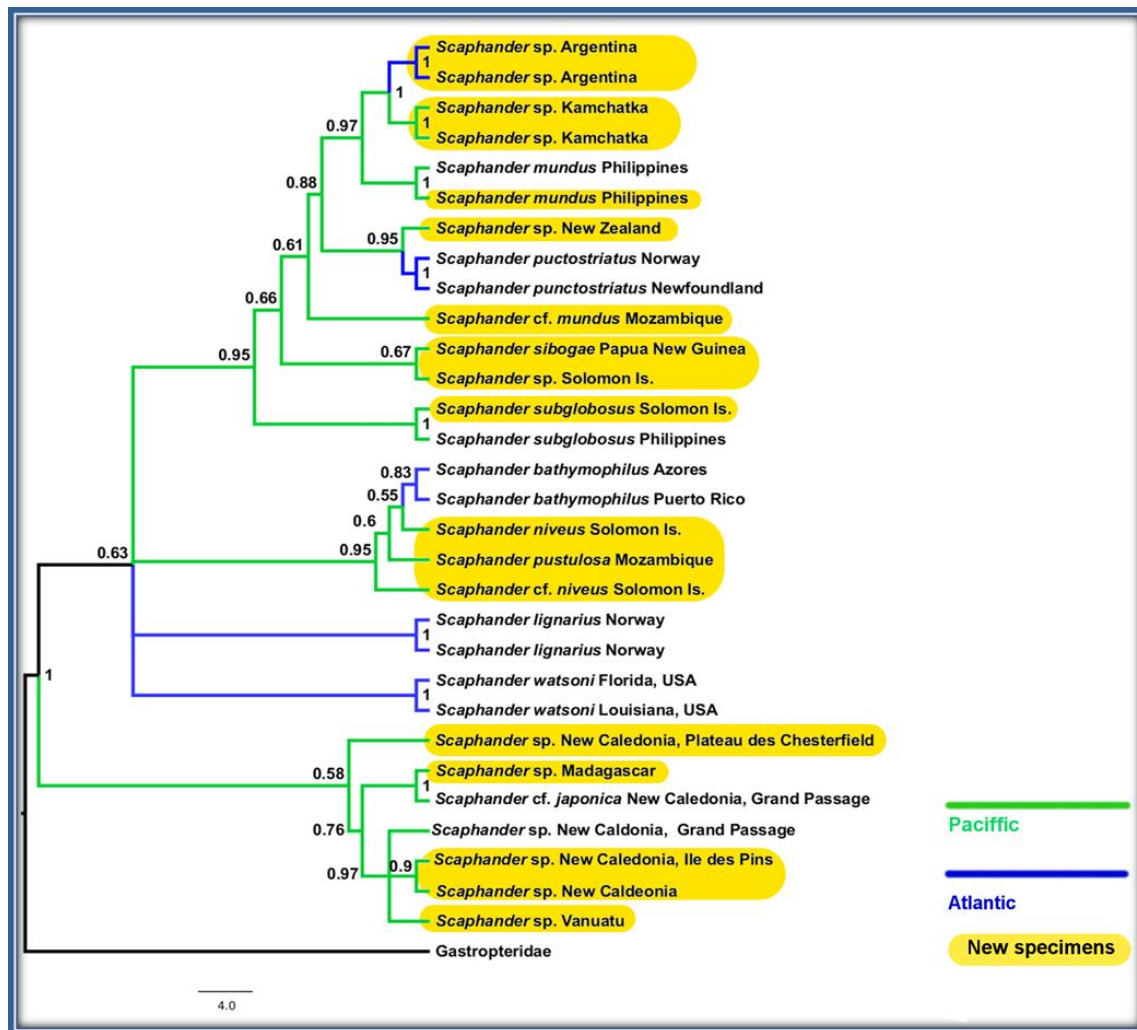 Scaphander sp. Argentina
1
Scaphander sp. Argentina
1
Scaphander sp. Kamchatka
1
Scaphander sp. Kamchatka
0.97
Scaphander mundus Philippines
1
0.88
Scaphander mundus Philippines
Scaphander sp. New Zealand
0.95
0.61
Scaphander puctostriatus Norway
1
Scaphander punctostriatus Newfoundland
0.66
Scaphander cf. mundus Mozambique
Scaphander sibogae Papua New Guinea
0.95
0.67
Scaphander sp. Solomon Is.
Scaphander subglobosus Solomon Is.
1
Scaphander subglobosus Philippines
Scaphander bathymophilus Azores
0.83
0.55
Scaphander bathymophilus Puerto Rico
0.6
Scaphander niveus Solomon Is.
0.63
0.95
Scaphander pustulosa Mozambique
Scaphander cf. niveus Solomon Is.
Scaphander lignarius Norway
1
Scaphander lignarius Norway
1
Scaphander watsoni Florida, USA
1
Scaphander watsoni Louisiana, USA
Scaphander sp. New Caledonia, Plateau des Chesterfield
0.58
Scaphander sp. Madagascar
1
Scaphander cf. japonica New Caledonia, Grand Passage
0.76
Scaphander sp. New Caldonia, Grand Passage
0.97
0.9
Scaphander sp. New Caledonia, Ile des Pins
Scaphander sp. New Caldeonia
Scaphander sp. Vanuatu
Gastropteridae
4.0
Paciffic
Atlantic
New specimens